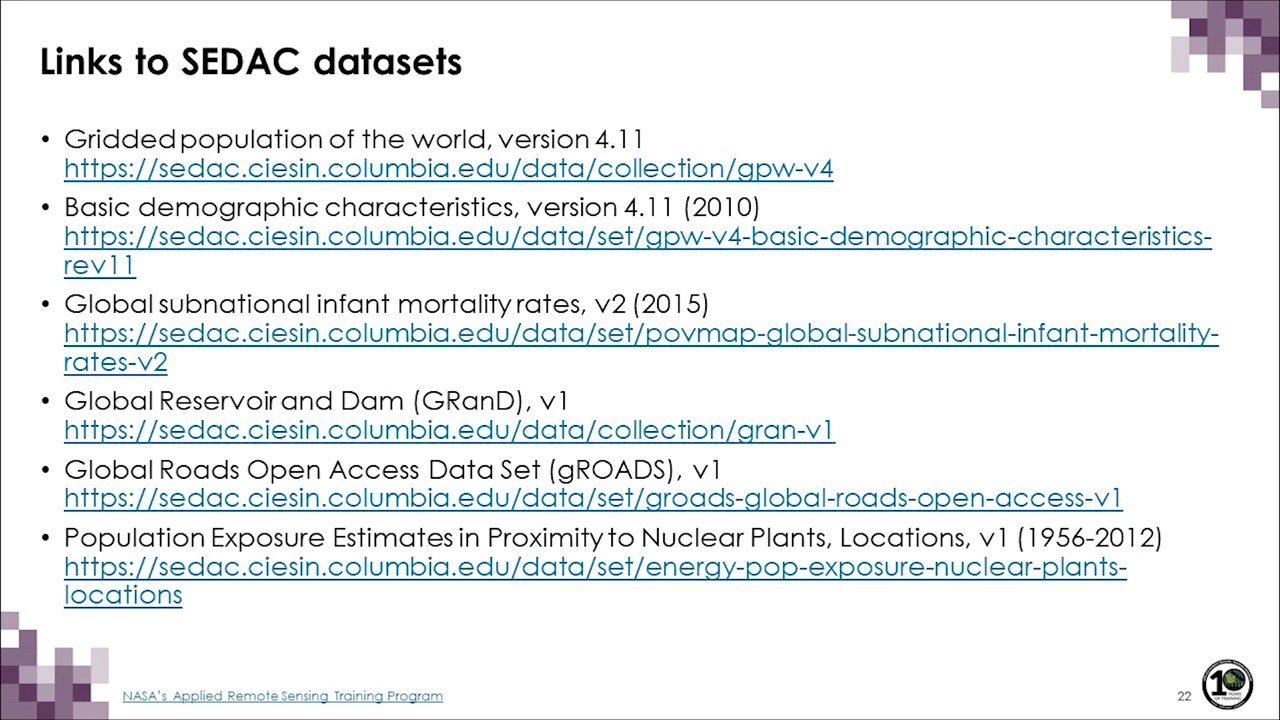 Links to SEDAC datasets
• Gridded population of the world, version 4.11
https://sedac.ciesin.columbia.edu/data/collection/gpw-v4
• Basic demographic characteristics, version 4.11 (2010)
https://sedac.ciesin.columbia.edu/data/set/gpw-v4-basic-demographic-characteristics-
rev11
• Global subnational infant mortality rates, v2 (2015)
https://sedac.ciesin.columbia.edu/data/set/povmap-global-subnational-infant-mortality-
rates-v2
• Global Reservoir and Dam (GRanD), v1
https://sedac.ciesin.columbia.edu/data/collection/gran-v1
• Global Roads Open Access Data Set (gROADS), v1
https://sedac.ciesin.columbia.edu/data/set/groads-global-roads-open-access-v1
• Population Exposure Estimates in Proximity to Nuclear Plants, Locations, v1 (1956-2012)
https://sedac.ciesin.columbia.edu/data/set/energy-pop-exposure-nuclear-plants-
locations
NASA's Applied Remote Sensing Training Program
22
10
YEARS
OF TRAINING